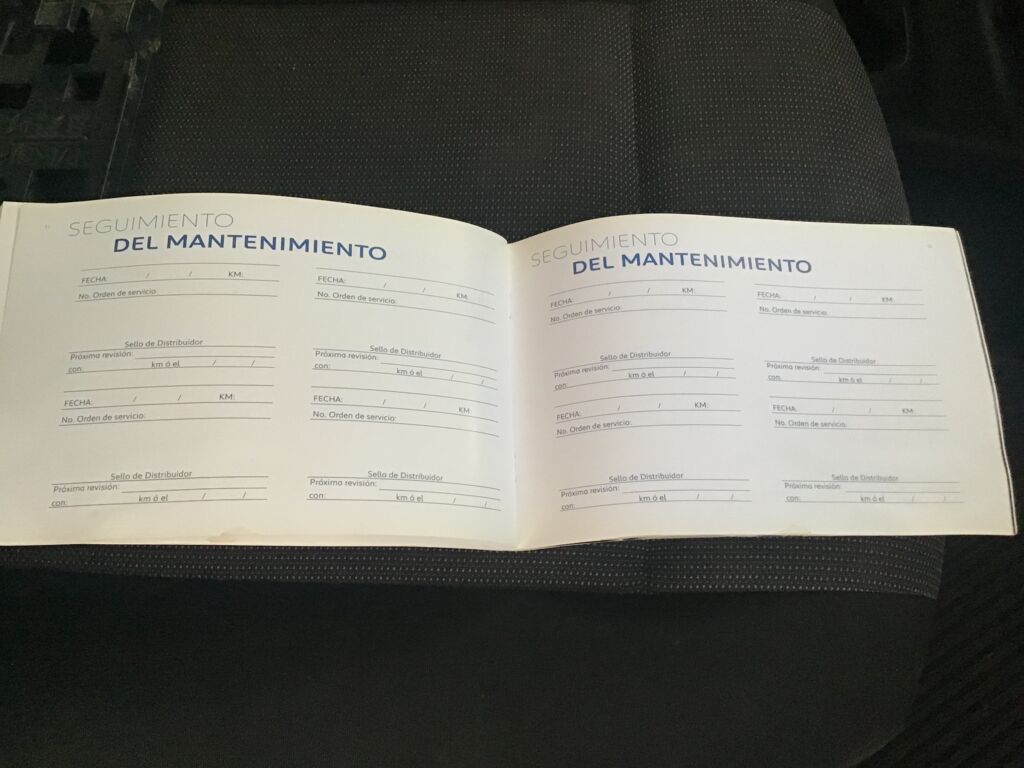 SEGUIMIENTO
DEL MANTENIMIENTO
FECHA: / / KM:
No. Orden de servicio:
Sello de Distribuidor
Próxima revisión:
con: km ó el / /
FECHA: / / KM:
No. Orden de servicio:
Sello de Distribuidor
Próxima revisión:
con: km ó el / /
FECHA: / / KM:
No. Orden de servicio:
Sello de Distribuidor
Próxima revisión:
con: km ó el / /
FECHA: / / KM:
No. Orden de servicio:
Sello de Distribuidor
Próxima revisión:
con: km ó el / /
SEGUIMIENTO
DEL MANTENIMIENTO
FECHA: / / KM:
No. Orden de servicio:
Sello de Distribuidor
Próxima revisión:
con: km ó el / /
FECHA: / / KM:
No. Orden de servicio:
Sello de Distribuidor
Próxima revisión:
con: km ó el / /
FECHA: / / KM:
No. Orden de servicio:
Sello de Distribuidor
Próxima revisión:
con: km ó el / /
FECHA: / / KM:
No. Orden de servicio:
Sello de Distribuidor
Próxima revisión:
con: km ó el / /